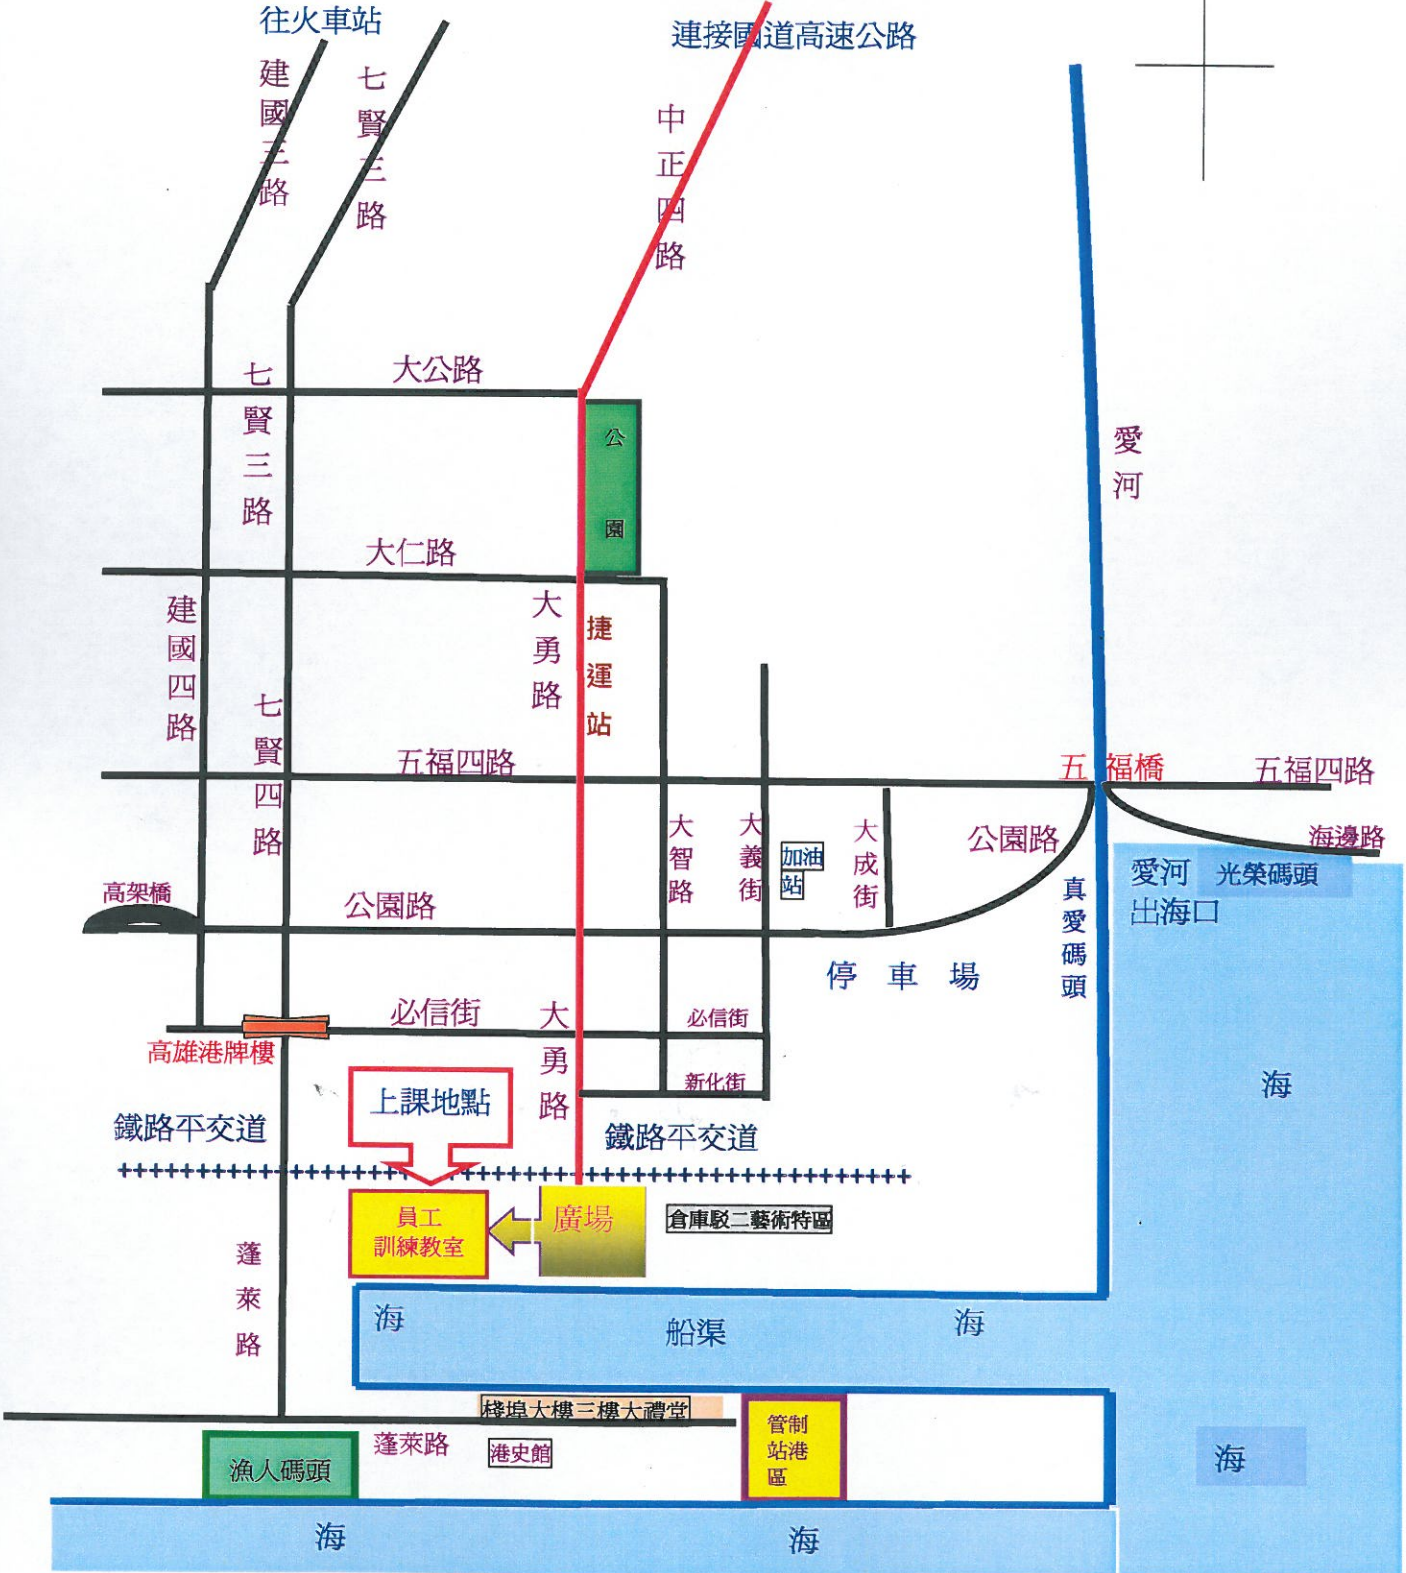 往火車站
連接國道高速公路
建國三路
七賢三路
中正四路
大公路
七賢三路
公園
愛河
大仁路
建國四路
大勇路
捷運站
七賢四路
五福四路
五福橋
五福四路
大智路
大義街
加油
站
大成街
公園路
海邊路
高架橋
公園路
真愛碼頭
愛河
出海口
光榮碼頭
停車場
必信街
大勇路
必信街
高雄港牌樓
新化街
上課地點
海
鐵路平交道
鐵路平交道
員工
訓練教室
廣場
倉庫駁二藝術特區
蓬萊路
海
船渠
海
棧埠大樓三樓大禮堂
管制
站港
區
蓬萊路
港史館
漁人碼頭
海
海
海